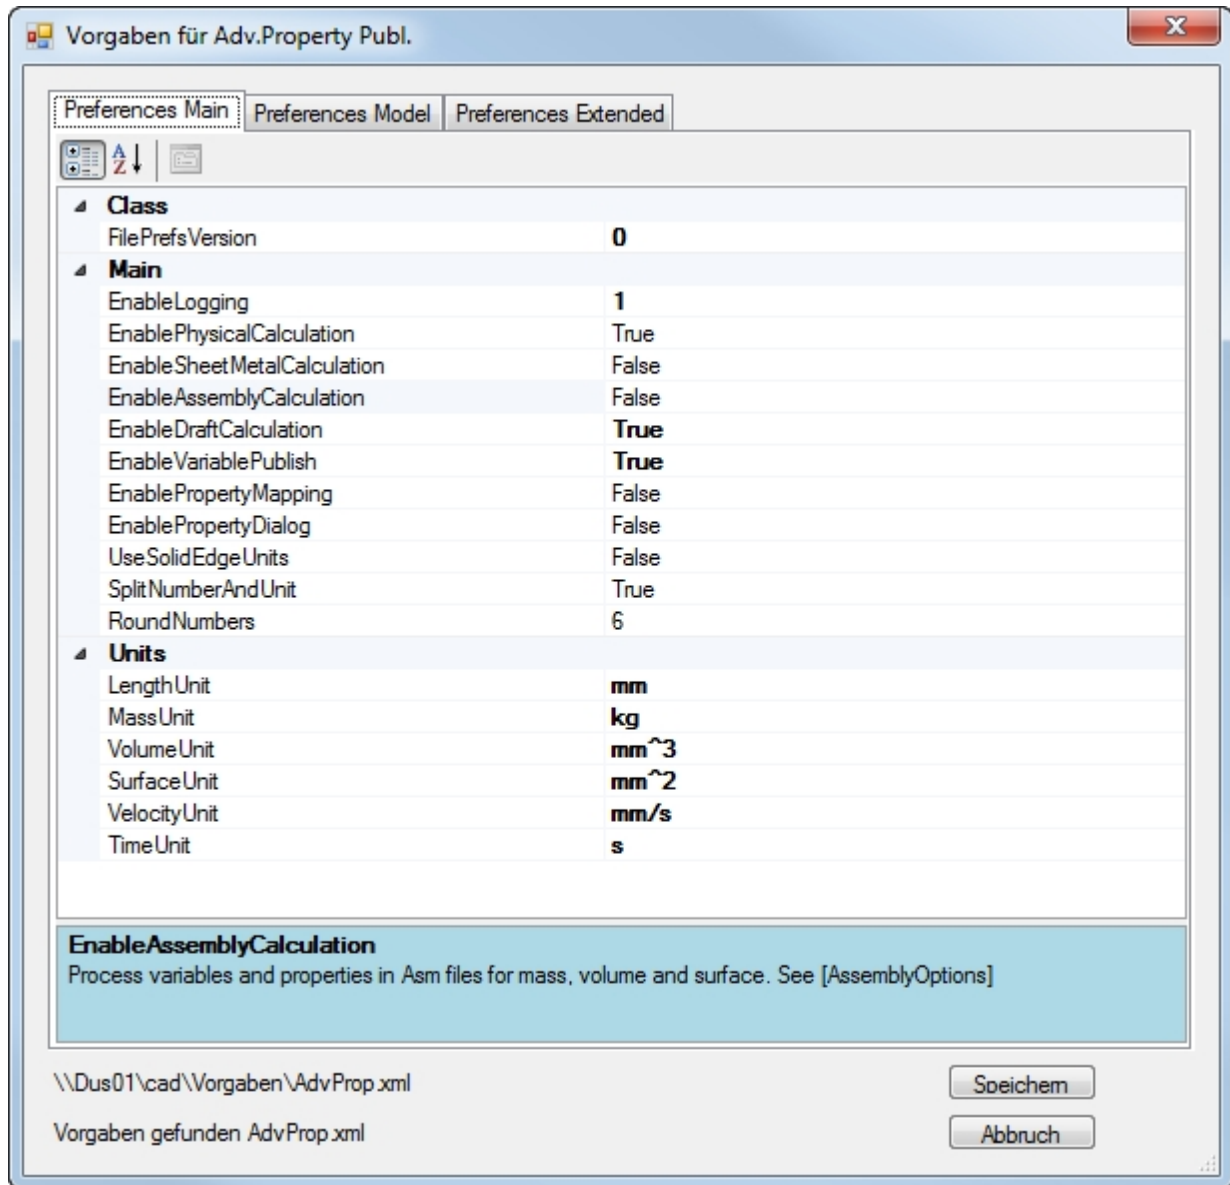 Vorgaben für Adv.Property Publ.
Preferences Main Preferences Model Preferences Extended
Class
FilePrefsVersion 0
Main
EnableLogging 1
EnablePhysicalCalculation True
EnableSheetMetalCalculation False
EnableAssemblyCalculation False
EnableDraftCalculation True
EnableVariablePublish True
EnablePropertyMapping False
EnablePropertyDialog False
UseSolidEdgeUnits False
SplitNumberAndUnit True
RoundNumbers 6
Units
LengthUnit mm
MassUnit kg
VolumeUnit mm^3
SurfaceUnit mm^2
VelocityUnit mm/s
TimeUnit s
EnableAssemblyCalculation
Process variables and properties in Asm files for mass, volume and surface. See [AssemblyOptions]
\\Dus01\cad\Vorgaben\AdvProp.xml Speichern
Vorgaben gefunden AdvProp.xml Abbruch